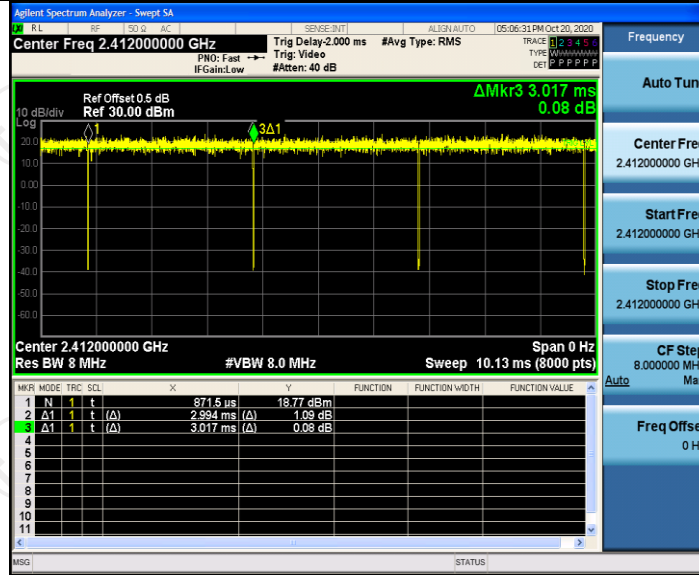 Agilent Spectrum Analyzer - Swept SA
RL RF 50 Ω AC SENSE:INT ALIGN AUTO 05:06:31 PM Oct 20, 2020
Center Freq 2.412000000 GHz
PNO: Fast
IFGain:Low
Trig Delay-2.000 ms
Trig: Video
#Atten: 40 dB
#Avg Type: RMS
TRACE 1 2 3 4 5 6
TYPE
DET P P P P P P
Frequency
ΔMkr3 3.017 ms
0.08 dB
Ref Offset 0.5 dB
10 dB/div Ref 30.00 dBm
Log
1
3Δ1
20.0
10.0
0.00
-10.0
-20.0
-30.0
-40.0
-50.0
-60.0
Center 2.412000000 GHz Span 0 Hz
Res BW 8 MHz #VBW 8.0 MHz Sweep 10.13 ms (8000 pts)
MKR MODE TRC SCL X Y FUNCTION FUNCTION WIDTH FUNCTION VALUE
1 N 1 t 871.5 us 18.77 dBm
2 Δ1 1 t (Δ) 2.994 ms (Δ) 1.09 dB
3 Δ1 1 t (Δ) 3.017 ms (Δ) 0.08 dB
4
5
6
7
8
9
10
11
MSG STATUS
Auto Tun
Center Fre
2.412000000 GH
Start Fre
2.412000000 GH
Stop Fre
2.412000000 GH
CF Ste
8.000000 MH
Auto Ma
Freq Offse
0 H